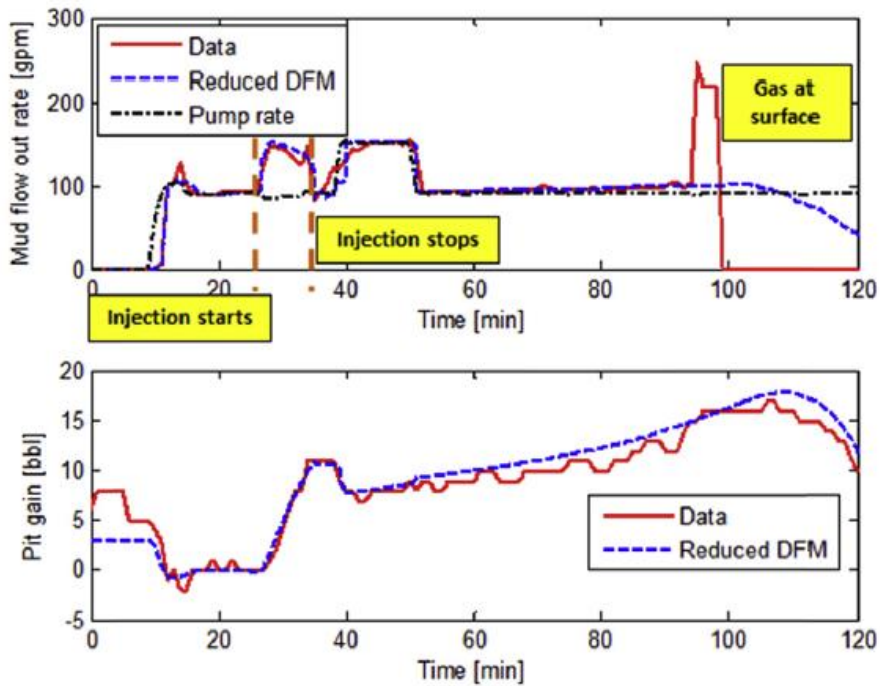 Mud flow out rate [gpm]
300
200
100
0
Data
Reduced DFM
Pump rate
Gas at
surface
Injection stops
Injection starts
0 20 40 60 80 100 120
Time [min]
Pit gain [bbl]
20
15
10
5
0
-5
Data
Reduced DFM
0 20 40 60 80 100 120
Time [min]